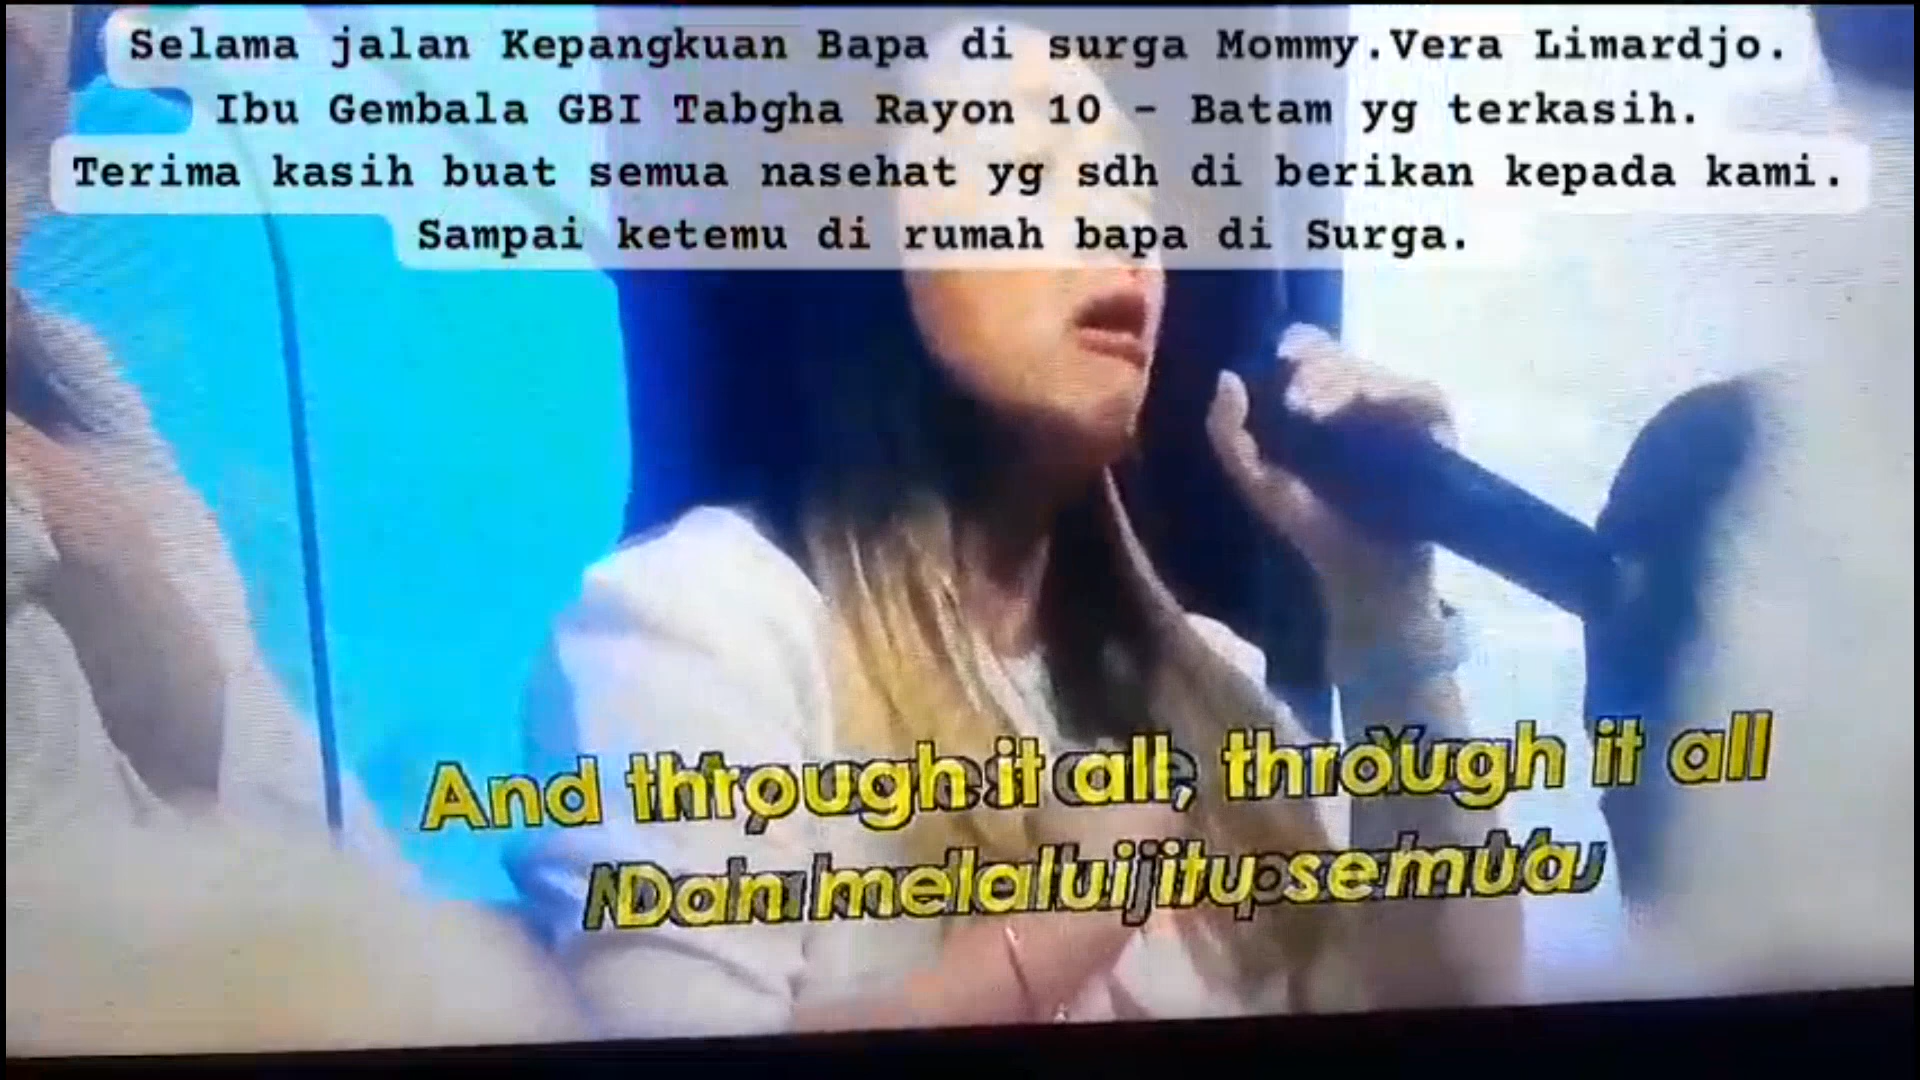 Selama jalan Kepangkuan Bapa di surga Mommy.Vera Limardjo.
Ibu Gembala GBI Tabgha Rayon 10 - Batam yg terkasih.
Terima kasih buat semua nasehat yg sdh di berikan kepada kami.
Sampai ketemu di rumah bapa di Surga.
And through it all, through it all
Dan melalui itu semua